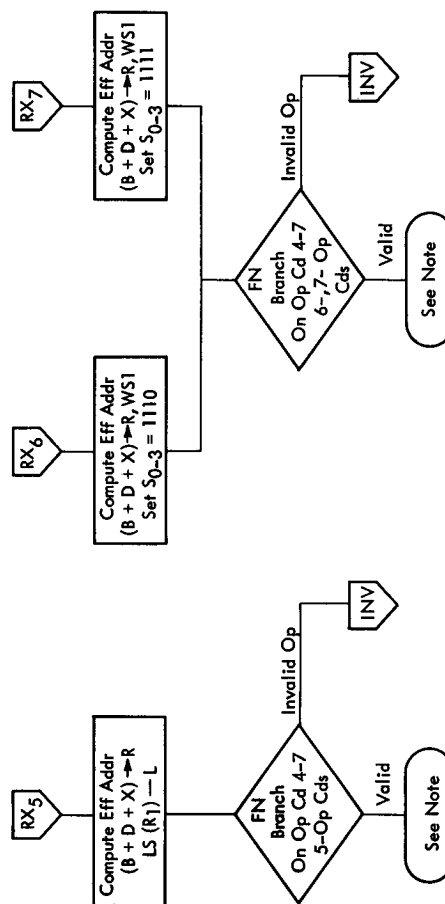 RX5
Compute Eff Addr
(B + D + X)→R
LS (R1) — L
FN
Branch
On Op Cd 4-7
5-Op Cds
Invalid Op
INV
Valid
See Note
RX6
Compute Eff Addr
(B + D + X)→R, WS1
Set S0-3 = 1110
RX7
Compute Eff Addr
(B + D + X)→R, WS1
Set S0-3 = 1111
FN
Branch
On Op Cd 4-7
6-,7- Op
Cds
Invalid Op
INV
Valid
See Note